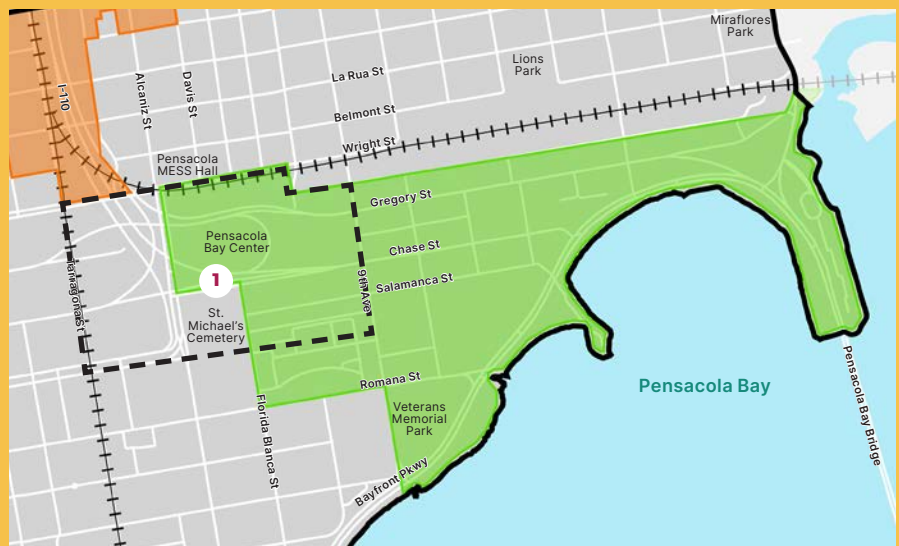 Miraflores
Park
Lions
Park
La Rua St
I-110
Alcaniz St
Davis St
Belmont St
Wright St
Pensacola
MESS Hall
Gregory St
Pensacola
Bay Center
Chase St
1
Salamanca St
9th Ave
Tarragona St
St.
Michael's
Cemetery
Romana St
Pensacola Bay
Florida Blanca St
Veterans
Memorial
Park
Pensacola Bay Bridge
Bayfront Pkwy